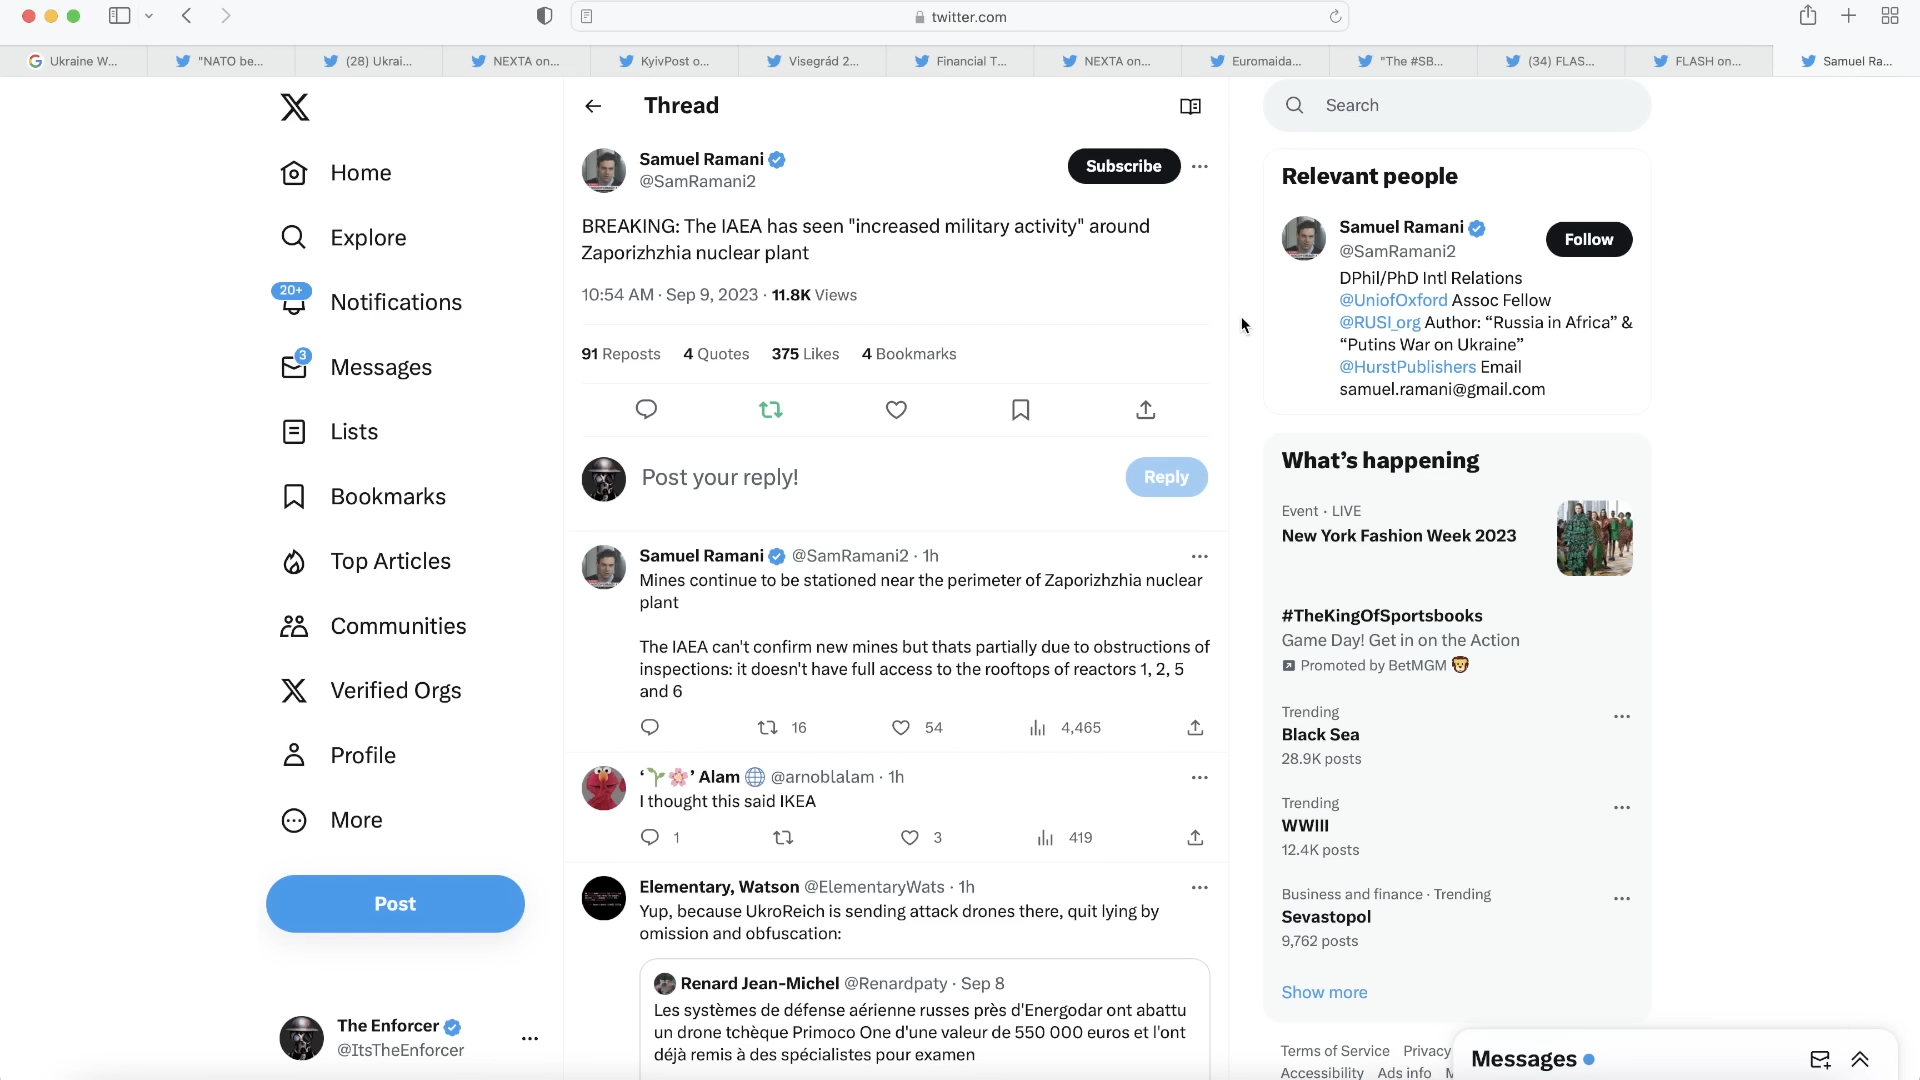 twitter.com
Ukraine W...
"NATO be...
(28) Ukrai...
NEXTA on...
KyivPost o...
Visegrád 2...
Financial T...
NEXTA on...
Euromaida...
"The #SB...
(34) FLAS...
FLASH on...
Samuel Ra...
Home
Explore
20+
Notifications
3
Messages
Lists
Bookmarks
Top Articles
Communities
Verified Orgs
Profile
More
Post
The Enforcer
@ItsTheEnforcer
Thread
Samuel Ramani
@SamRamani2
Subscribe
BREAKING: The IAEA has seen "increased military activity" around
Zaporizhzhia nuclear plant
10:54 AM · Sep 9, 2023 · 11.8K Views
91 Reposts 4 Quotes 375 Likes 4 Bookmarks
Post your reply!
Reply
Samuel Ramani @SamRamani2 · 1h
Mines continue to be stationed near the perimeter of Zaporizhzhia nuclear
plant
The IAEA can't confirm new mines but thats partially due to obstructions of
inspections: it doesn't have full access to the rooftops of reactors 1, 2, 5
and 6
16 54 4,465
‘🌱🌸’ Alam 🌐 @arnoblalam · 1h
I thought this said IKEA
1 3 419
Elementary, Watson @ElementaryWats · 1h
Yup, because UkroReich is sending attack drones there, quit lying by
omission and obfuscation:
Renard Jean-Michel @Renardpaty · Sep 8
Les systèmes de défense aérienne russes près d'Energodar ont abattu
un drone tchèque Primoco One d'une valeur de 550 000 euros et l'ont
déjà remis à des spécialistes pour examen
Search
Relevant people
Samuel Ramani
@SamRamani2
Follow
DPhil/PhD Intl Relations
@UniofOxford Assoc Fellow
@RUSI_org Author: “Russia in Africa” &
“Putins War on Ukraine”
@HurstPublishers Email
samuel.ramani@gmail.com
What’s happening
Event · LIVE
New York Fashion Week 2023
#TheKingOfSportsbooks
Game Day! Get in on the Action
Promoted by BetMGM
Trending
Black Sea
28.9K posts
Trending
WWIII
12.4K posts
Business and finance · Trending
Sevastopol
9,762 posts
Show more
Terms of Service Privacy
Accessibility Ads info
Messages